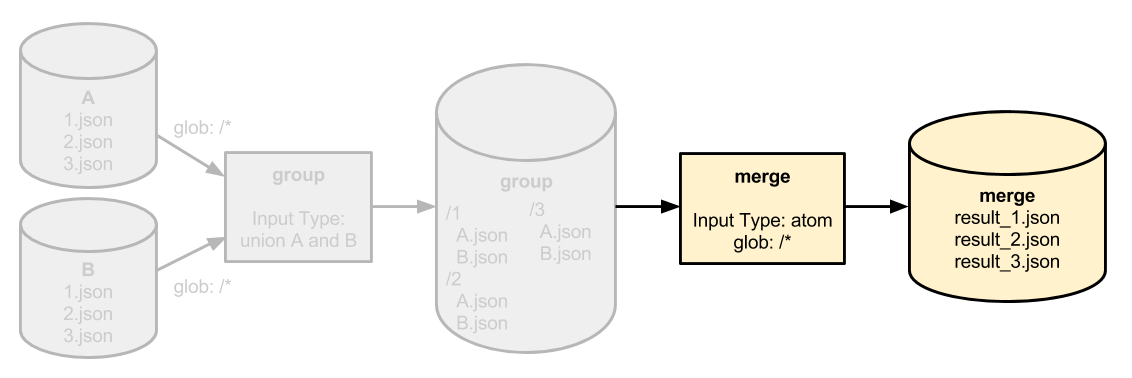 A
1.json
2.json
3.json
glob: /*
B
1.json
2.json
3.json
glob: /*
group
Input Type:
union A and B
group
/1
A.json
B.json
/2
A.json
B.json
/3
A.json
B.json
merge
Input Type: atom
glob: /*
merge
result_1.json
result_2.json
result_3.json